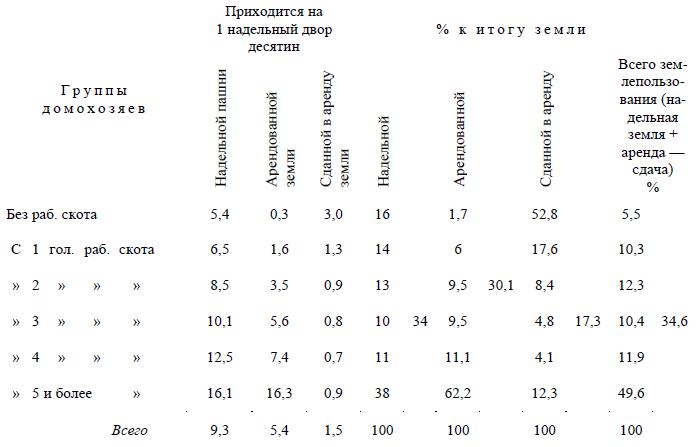 Приходится на
1 надельный двор
десятин
% к итогу земли
Группы
домохозяев
Надельной пашни
Арендованной
земли
Сданной в аренду
земли
Надельной
Арендованной
Сданной в аренду
Всего зем-
лепользо-
вания (на-
дельная
земля +
аренда —
сдача)
%
Без раб. скота 5,4 0,3 3,0 16 1,7 52,8 5,5
С 1 гол. раб. скота 6,5 1,6 1,3 14 6 17,6 10,3
» 2 » » » 8,5 3,5 0,9 13 9,5 30,1 8,4 12,3
» 3 » » » 10,1 5,6 0,8 10 34 9,5 4,8 17,3 10,4 34,6
» 4 » » » 12,5 7,4 0,7 11 11,1 4,1 11,9
» 5 и более » 16,1 16,3 0,9 38 62,2 12,3 49,6
Всего 9,3 5,4 1,5 100 100 100 100